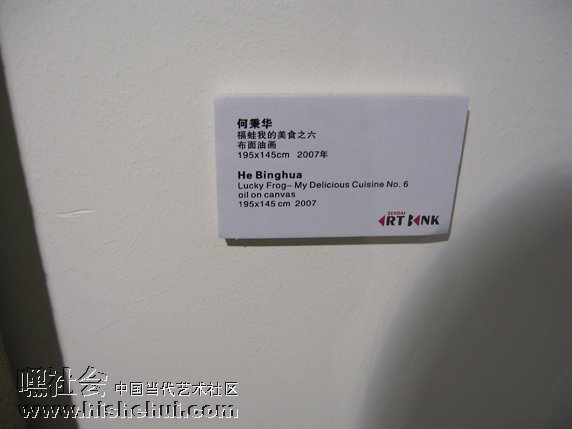 何秉华
福蛙我的美食之六
布面油画
195x145cm 2007年
He Binghua
Lucky Frog– My Delicious Cuisine No. 6
oil on canvas
195x145 cm 2007
ZENDAI
ART BANK
嘿社会 中国当代艺术社区
www.hishehui.com